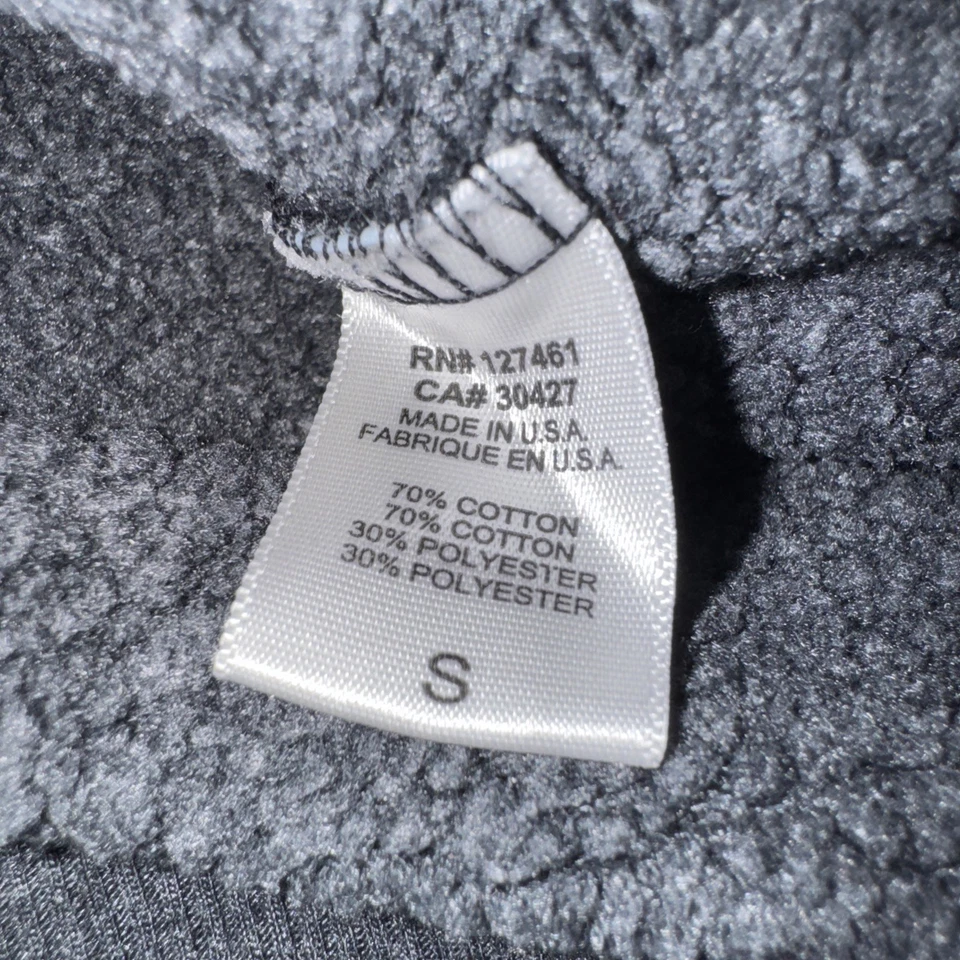 RN# 127461
CA# 30427
MADE IN U.S.A.
FABRIQUE EN U.S.A.
70% COTTON
70% COTTON
30% POLYESTER
30% POLYESTER
S